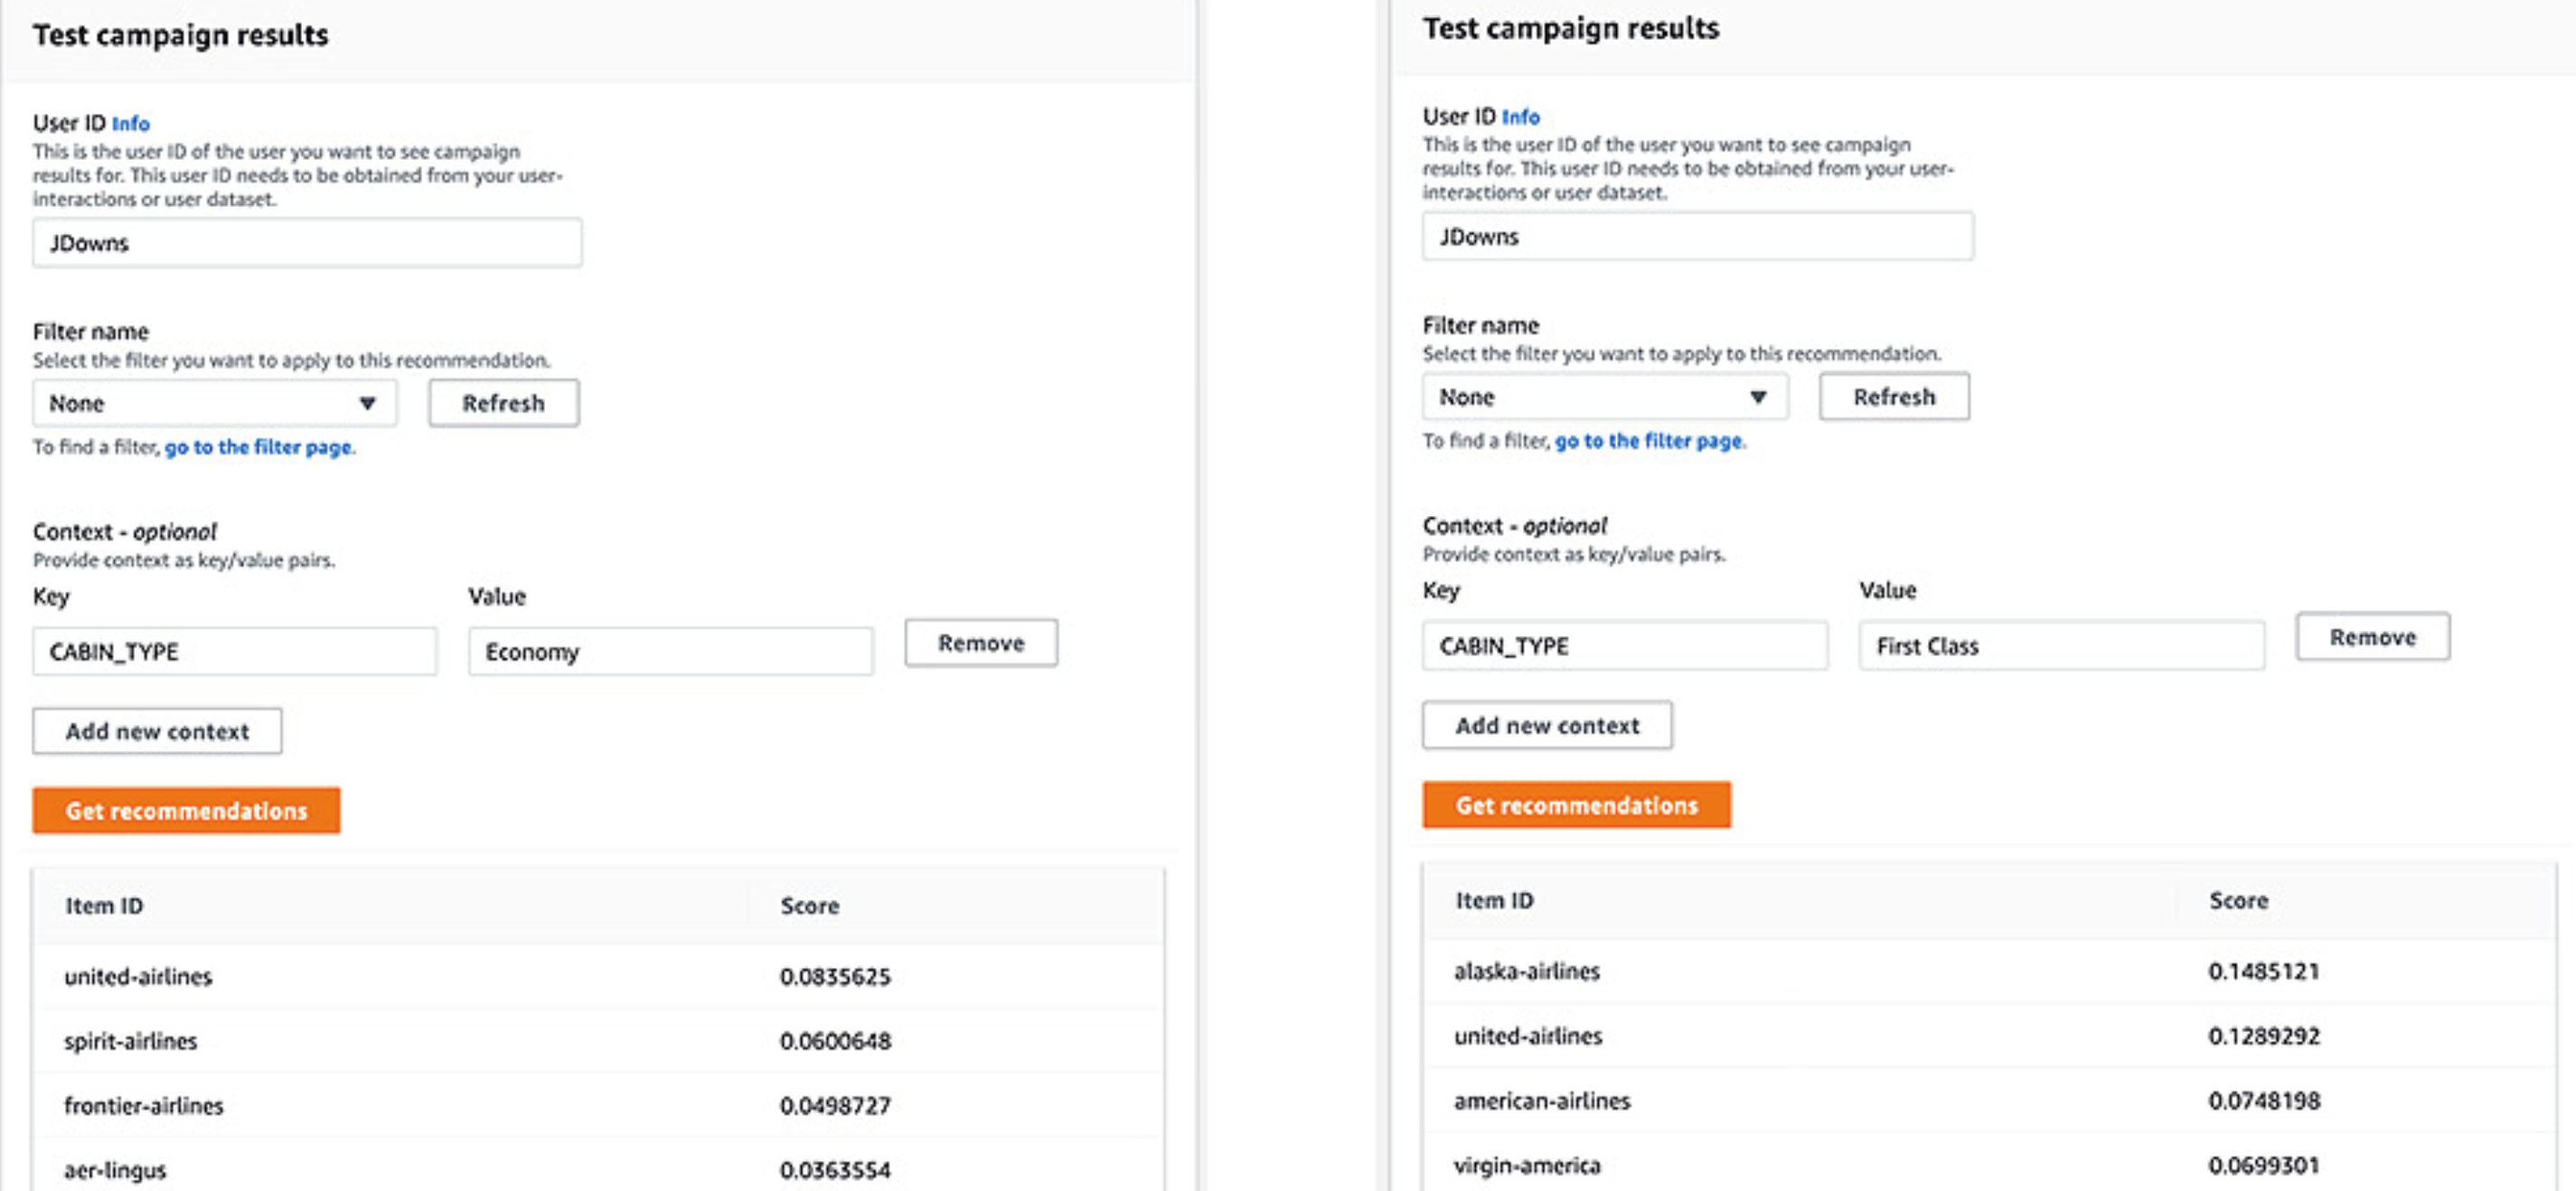 Test campaign results
User ID Info
This is the user ID of the user you want to see campaign
results for. This user ID needs to be obtained from your user-
interactions or user dataset.
JDowns
Filter name
Select the filter you want to apply to this recommendation.
None
Refresh
To find a filter, go to the filter page.
Context - optional
Provide context as key/value pairs.
Key Value
CABIN_TYPE Economy Remove
Add new context
Get recommendations
Item ID Score
united-airlines 0.0835625
spirit-airlines 0.0600648
frontier-airlines 0.0498727
aer-lingus 0.0363554
Test campaign results
User ID Info
This is the user ID of the user you want to see campaign
results for. This user ID needs to be obtained from your user-
interactions or user dataset.
JDowns
Filter name
Select the filter you want to apply to this recommendation.
None
Refresh
To find a filter, go to the filter page.
Context - optional
Provide context as key/value pairs.
Key Value
CABIN_TYPE First Class Remove
Add new context
Get recommendations
Item ID Score
alaska-airlines 0.1485121
united-airlines 0.1289292
american-airlines 0.0748198
virgin-america 0.0699301